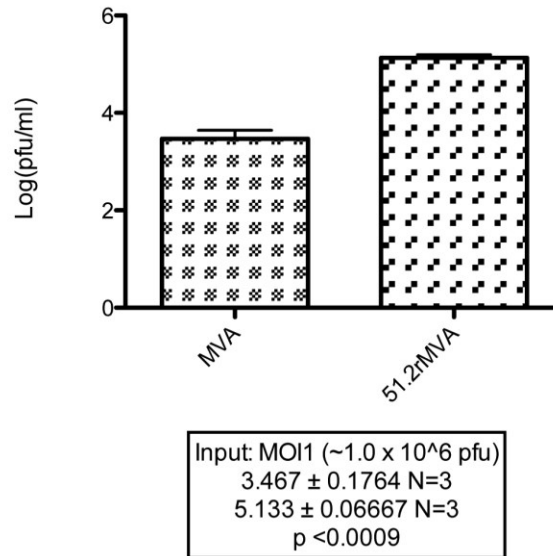 Log(pfu/ml)
6
4
2
0
MVA
51.2rMVA
Input: MOI1 (~1.0 x 10^6 pfu)
3.467 ± 0.1764 N=3
5.133 ± 0.06667 N=3
p <0.0009